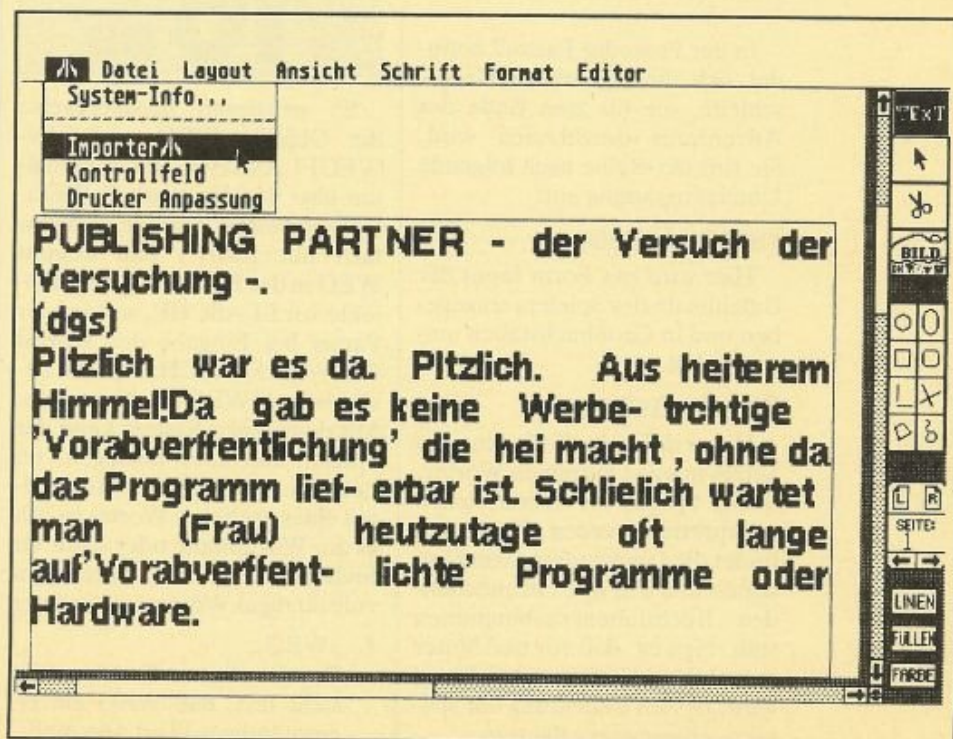 Datei Layout Ansicht Schrift Format Editor
System-Info...
Importer
Kontrollfeld
Drucker Anpassung
PUBLISHING PARTNER - der Versuch der
Versuchung -.
(dgs)
Pltzlich war es da. Pltzlich. Aus heiterem
Himmel!Da gab es keine Werbe- trchtige
'Vorabverffentlichung' die hei macht , ohne da
das Programm lief- erbar ist. Schlielich wartet
man (Frau) heutzutage oft lange
auf'Vorabverffent- lichte' Programme oder
Hardware.
TExT
BILD
L R
SEITE:
1
LINEN
FÜLLEN
FARBE